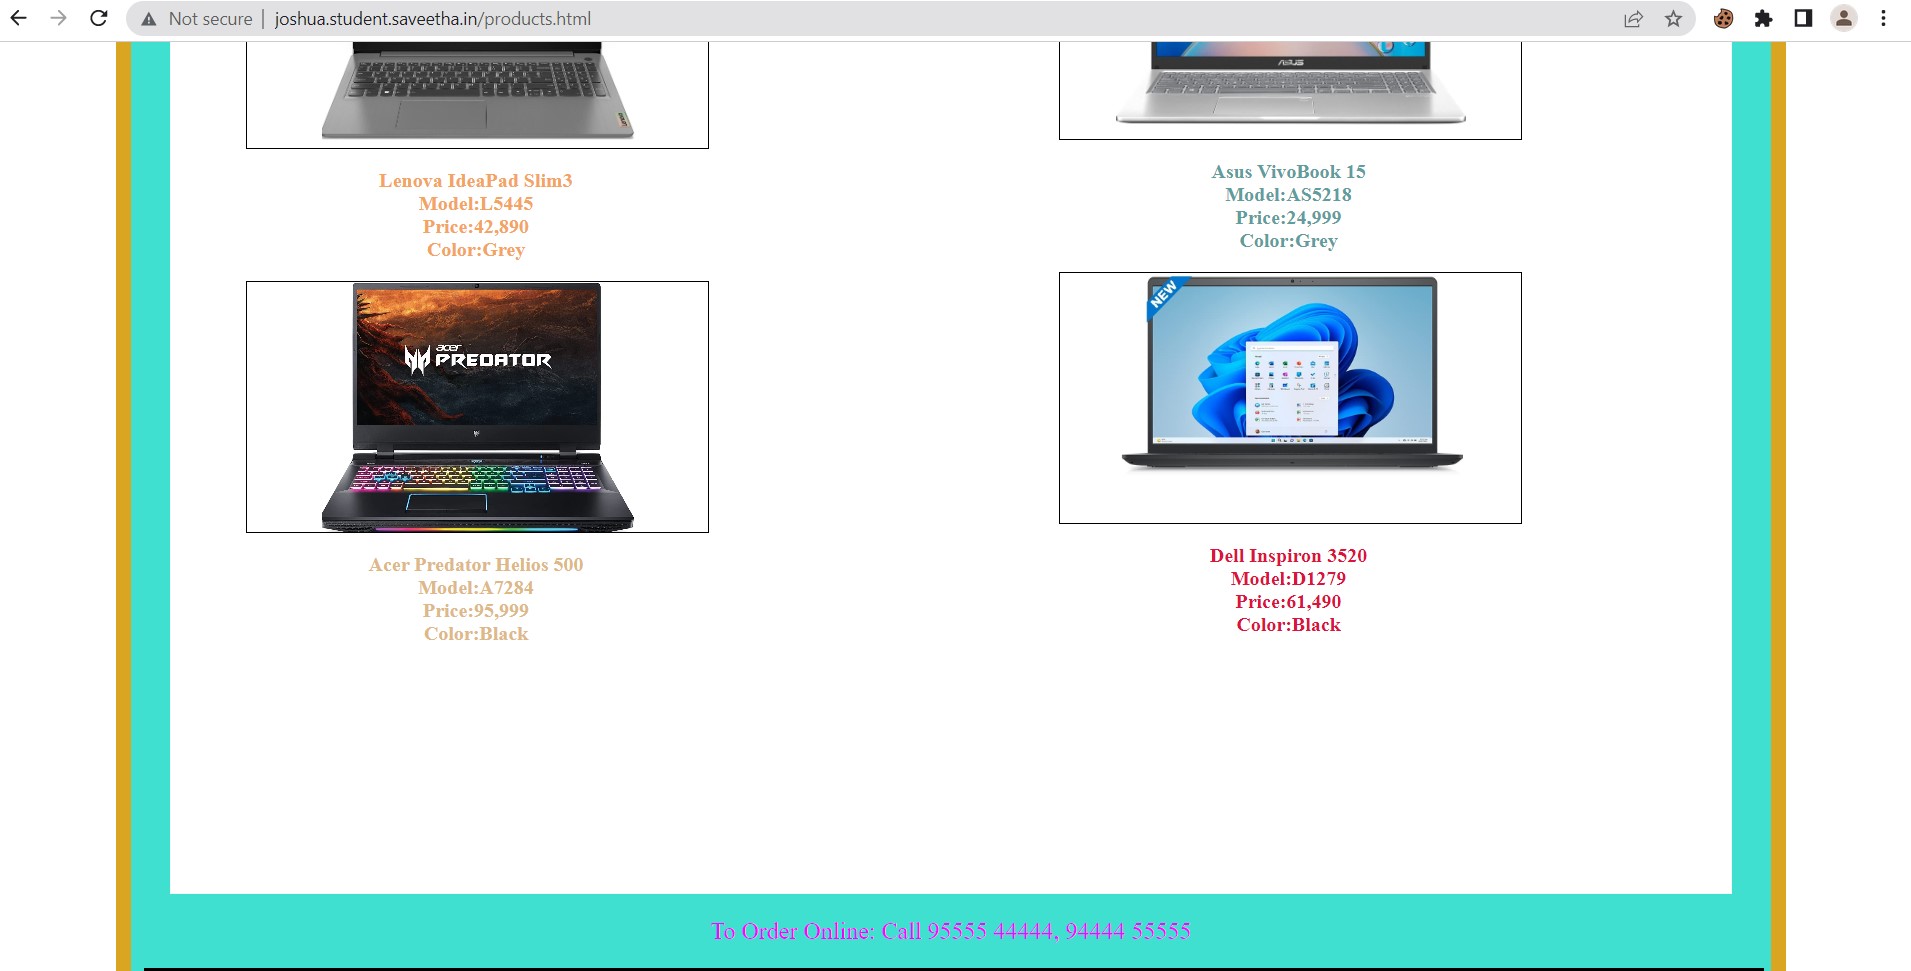 Not secure | joshua.student.saveetha.in/products.html
ASUS
Lenova IdeaPad Slim3
Model:L5445
Price:42,890
Color:Grey
Asus VivoBook 15
Model:AS5218
Price:24,999
Color:Grey
acer
PREDATOR
Acer Predator Helios 500
Model:A7284
Price:95,999
Color:Black
NEW
Dell Inspiron 3520
Model:D1279
Price:61,490
Color:Black
To Order Online: Call 95555 44444, 94444 55555